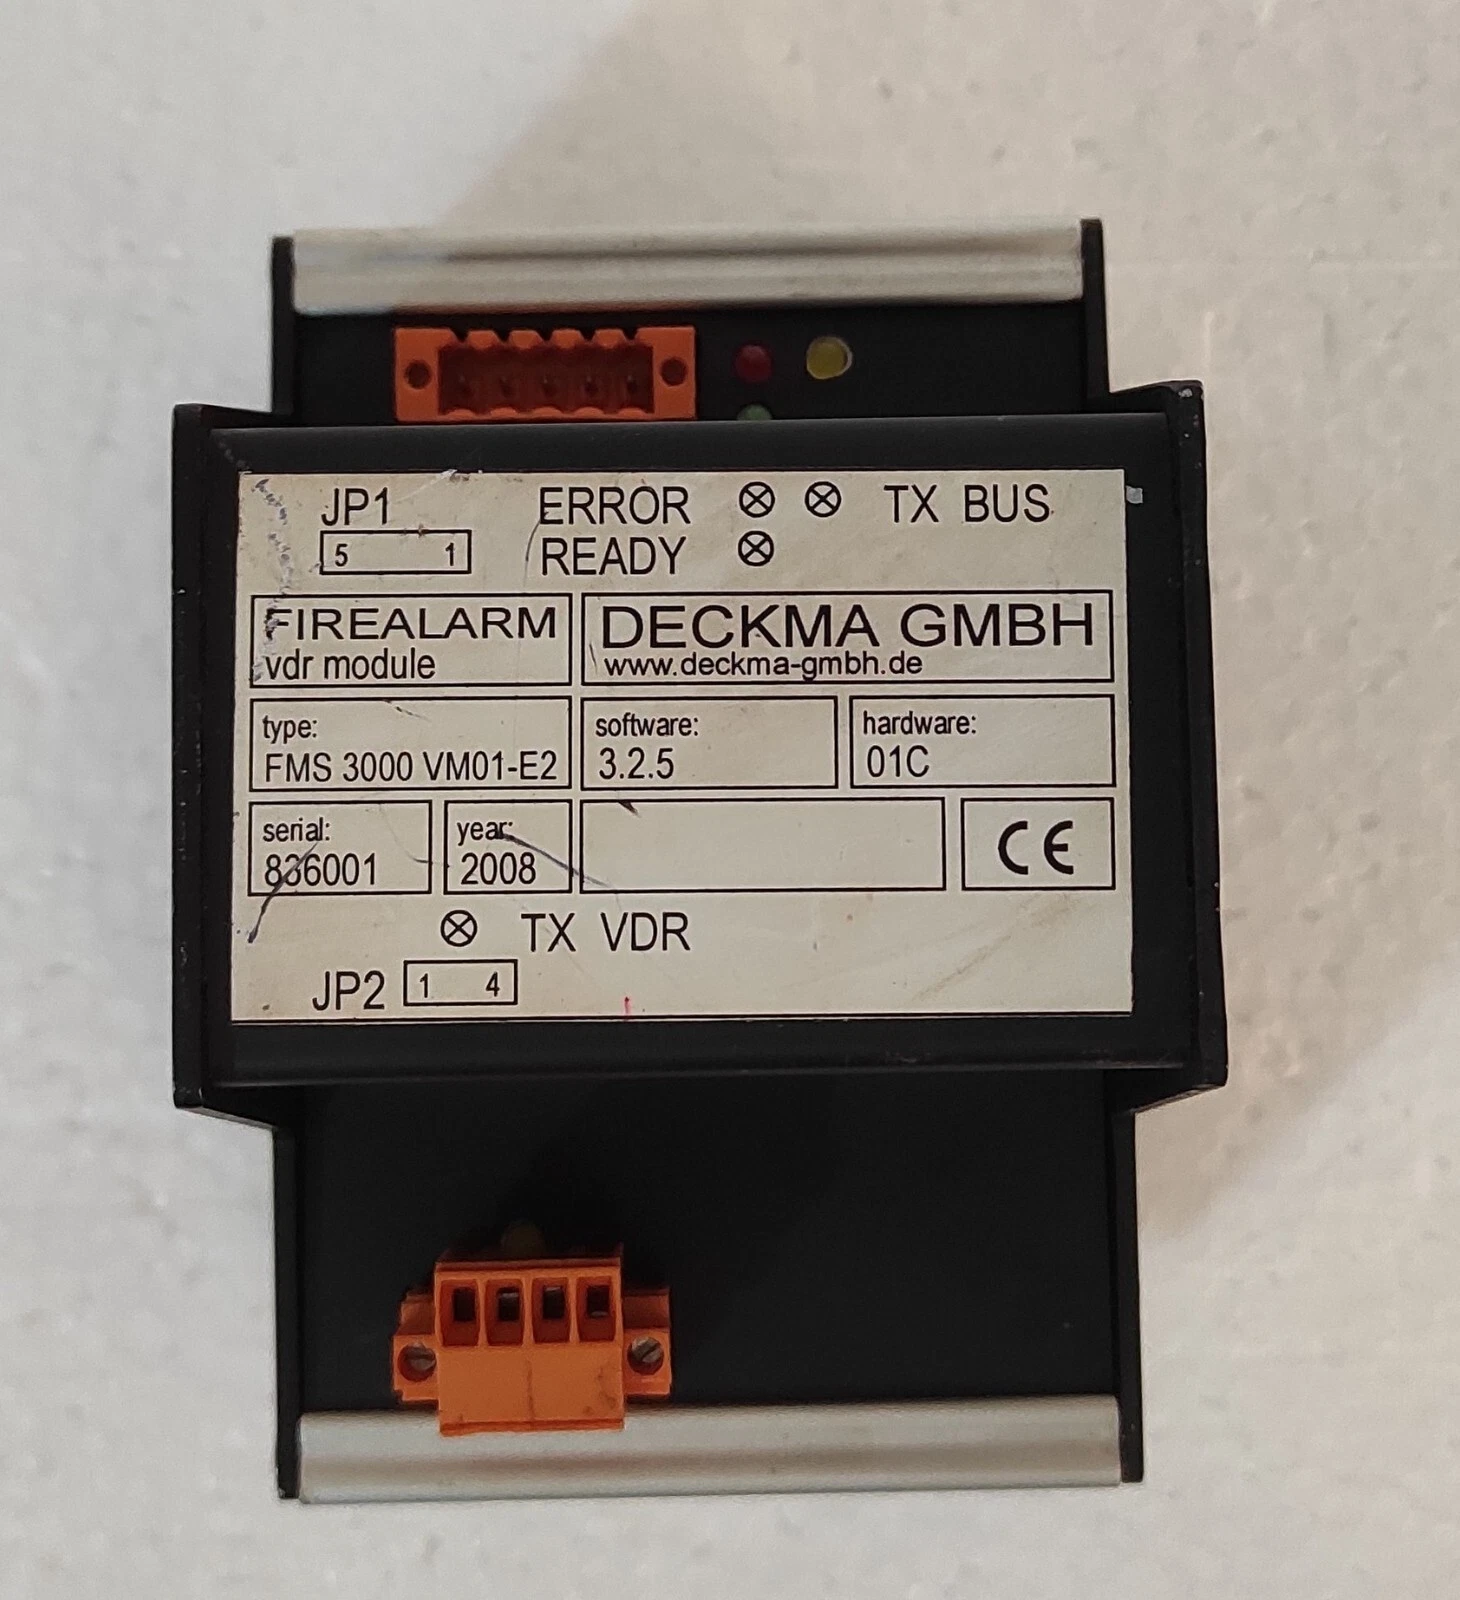 JP1 ERROR TX BUS
5 1 READY
FIREALARM DECKMA GMBH
vdr module www.deckma-gmbh.de
type: software: hardware:
FMS 3000 VM01-E2 3.2.5 01C
serial: year: CE
836001 2008
TX VDR
JP2 1 4